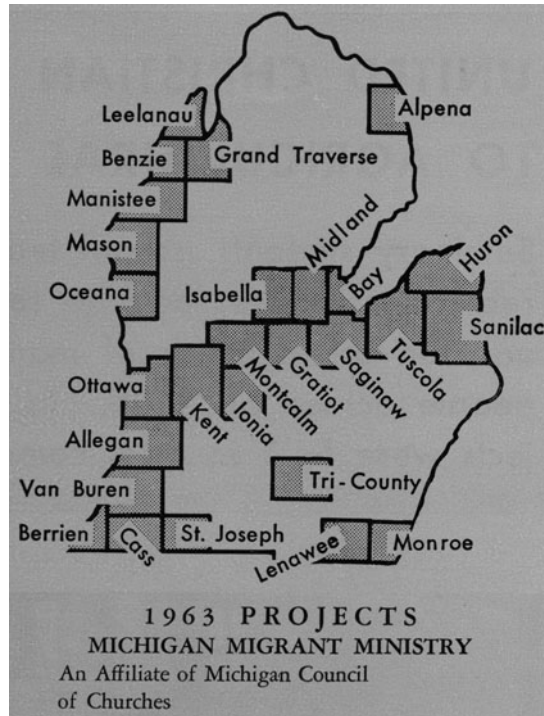 Leelanau
Alpena
Benzie
Grand Traverse
Manistee
Mason
Midland
Huron
Oceana
Isabella
Bay
Sanilac
Ottawa
Kent
Ionia
Montcalm
Gratiot
Saginaw
Tuscola
Allegan
Van Buren
Tri-County
Berrien
Cass
St. Joseph
Lenawee
Monroe
1963 PROJECTS
MICHIGAN MIGRANT MINISTRY
An Affiliate of Michigan Council
of Churches